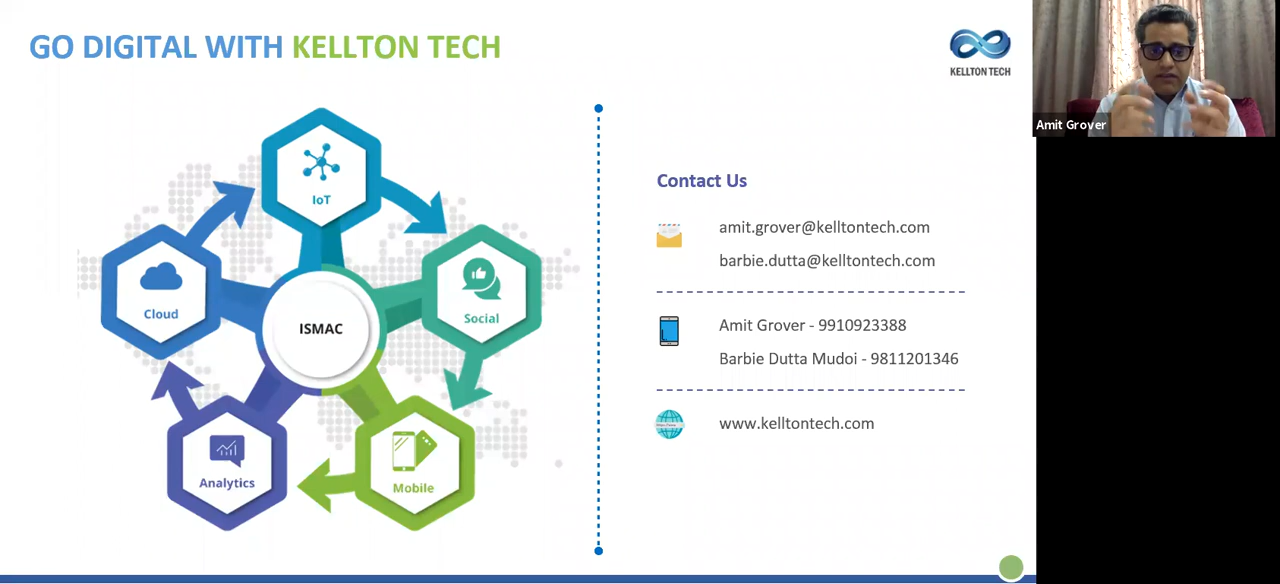 GO DIGITAL WITH KELLTON TECH
KELLTON TECH
Amit Grover
IoT
Social
Cloud
ISMAC
Analytics
Mobile
Contact Us
amit.grover@kelltontech.com
barbie.dutta@kelltontech.com
Amit Grover - 9910923388
Barbie Dutta Mudoi - 9811201346
www.kelltontech.com